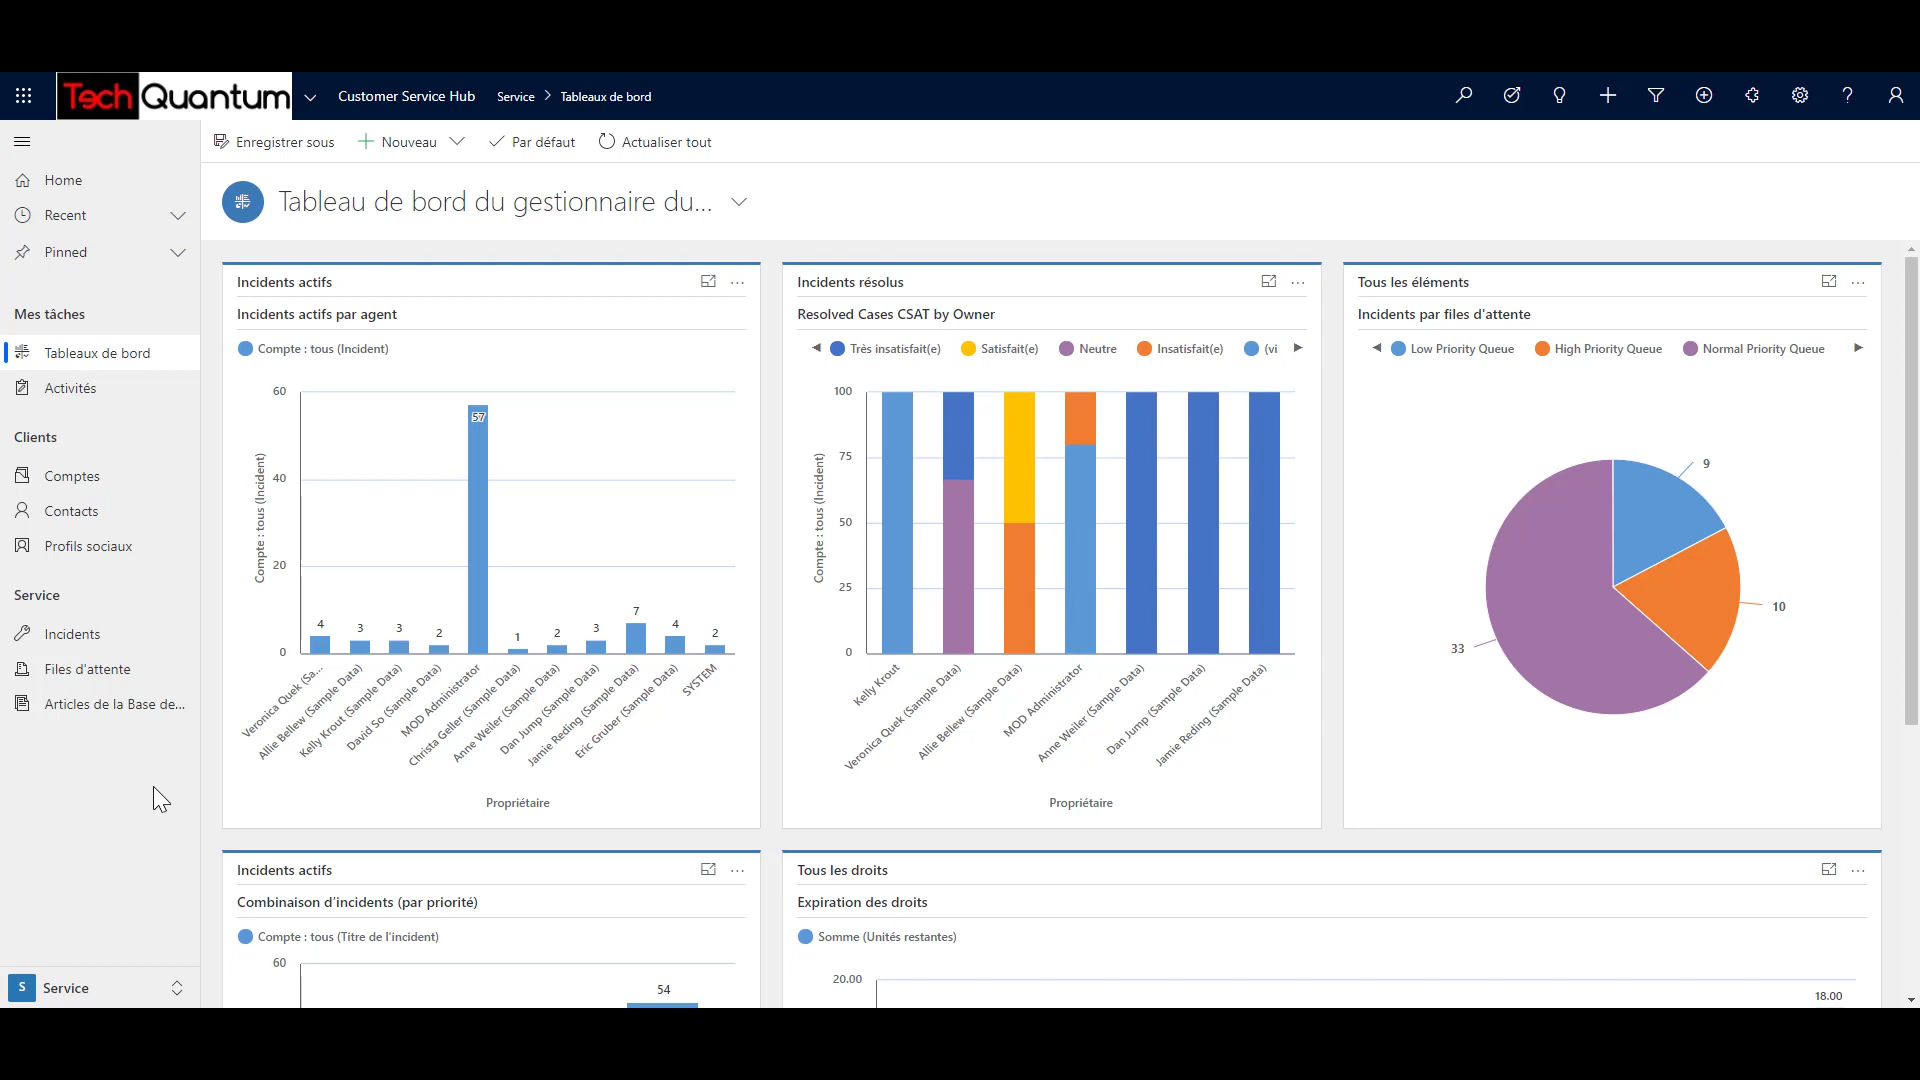 Tech Quantum
Customer Service Hub Service > Tableaux de bord
Enregistrer sous Nouveau Par défaut Actualiser tout
Home
Recent
Pinned
Mes tâches
Tableaux de bord
Activités
Clients
Comptes
Contacts
Profils sociaux
Service
Incidents
Files d'attente
Articles de la Base de...
S Service
Tableau de bord du gestionnaire du...
Incidents actifs
Incidents actifs par agent
Compte : tous (Incident)
Compte : tous (Incident)
60
40
20
0
4 3 3 2 57 1 2 3 7 4 2
Veronica Quek (Sa...
Allie Bellew (Sample Data)
Kelly Krout (Sample Data)
David So (Sample Data)
MOD Administrator
Christa Geller (Sample Data)
Anne Weiler (Sample Data)
Dan Jump (Sample Data)
Jamie Reding (Sample Data)
Eric Gruber (Sample Data)
SYSTEM
Propriétaire
Incidents résolus
Resolved Cases CSAT by Owner
Très insatisfait(e) Satisfait(e) Neutre Insatisfait(e) (vi
Compte : tous (Incident)
100
75
50
25
0
Kelly Krout
Veronica Quek (Sample Data)
Allie Bellew (Sample Data)
MOD Administrator
Anne Weiler (Sample Data)
Dan Jump (Sample Data)
Jamie Reding (Sample Data)
Propriétaire
Tous les éléments
Incidents par files d'attente
Low Priority Queue High Priority Queue Normal Priority Queue
9
10
33
Incidents actifs
Combinaison d'incidents (par priorité)
Compte : tous (Titre de l'incident)
60
54
Tous les droits
Expiration des droits
Somme (Unités restantes)
20.00
18.00